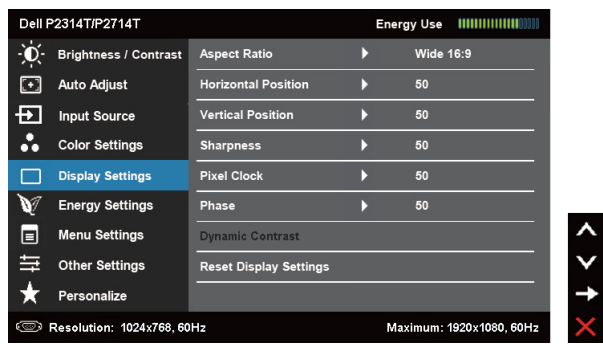 Dell P2314T/P2714T Energy Use
Brightness / Contrast Aspect Ratio Wide 16:9
Auto Adjust Horizontal Position 50
Input Source Vertical Position 50
Color Settings Sharpness 50
Display Settings Pixel Clock 50
Energy Settings Phase 50
Menu Settings Dynamic Contrast
Other Settings Reset Display Settings
Personalize
Resolution: 1024x768, 60Hz Maximum: 1920x1080, 60Hz